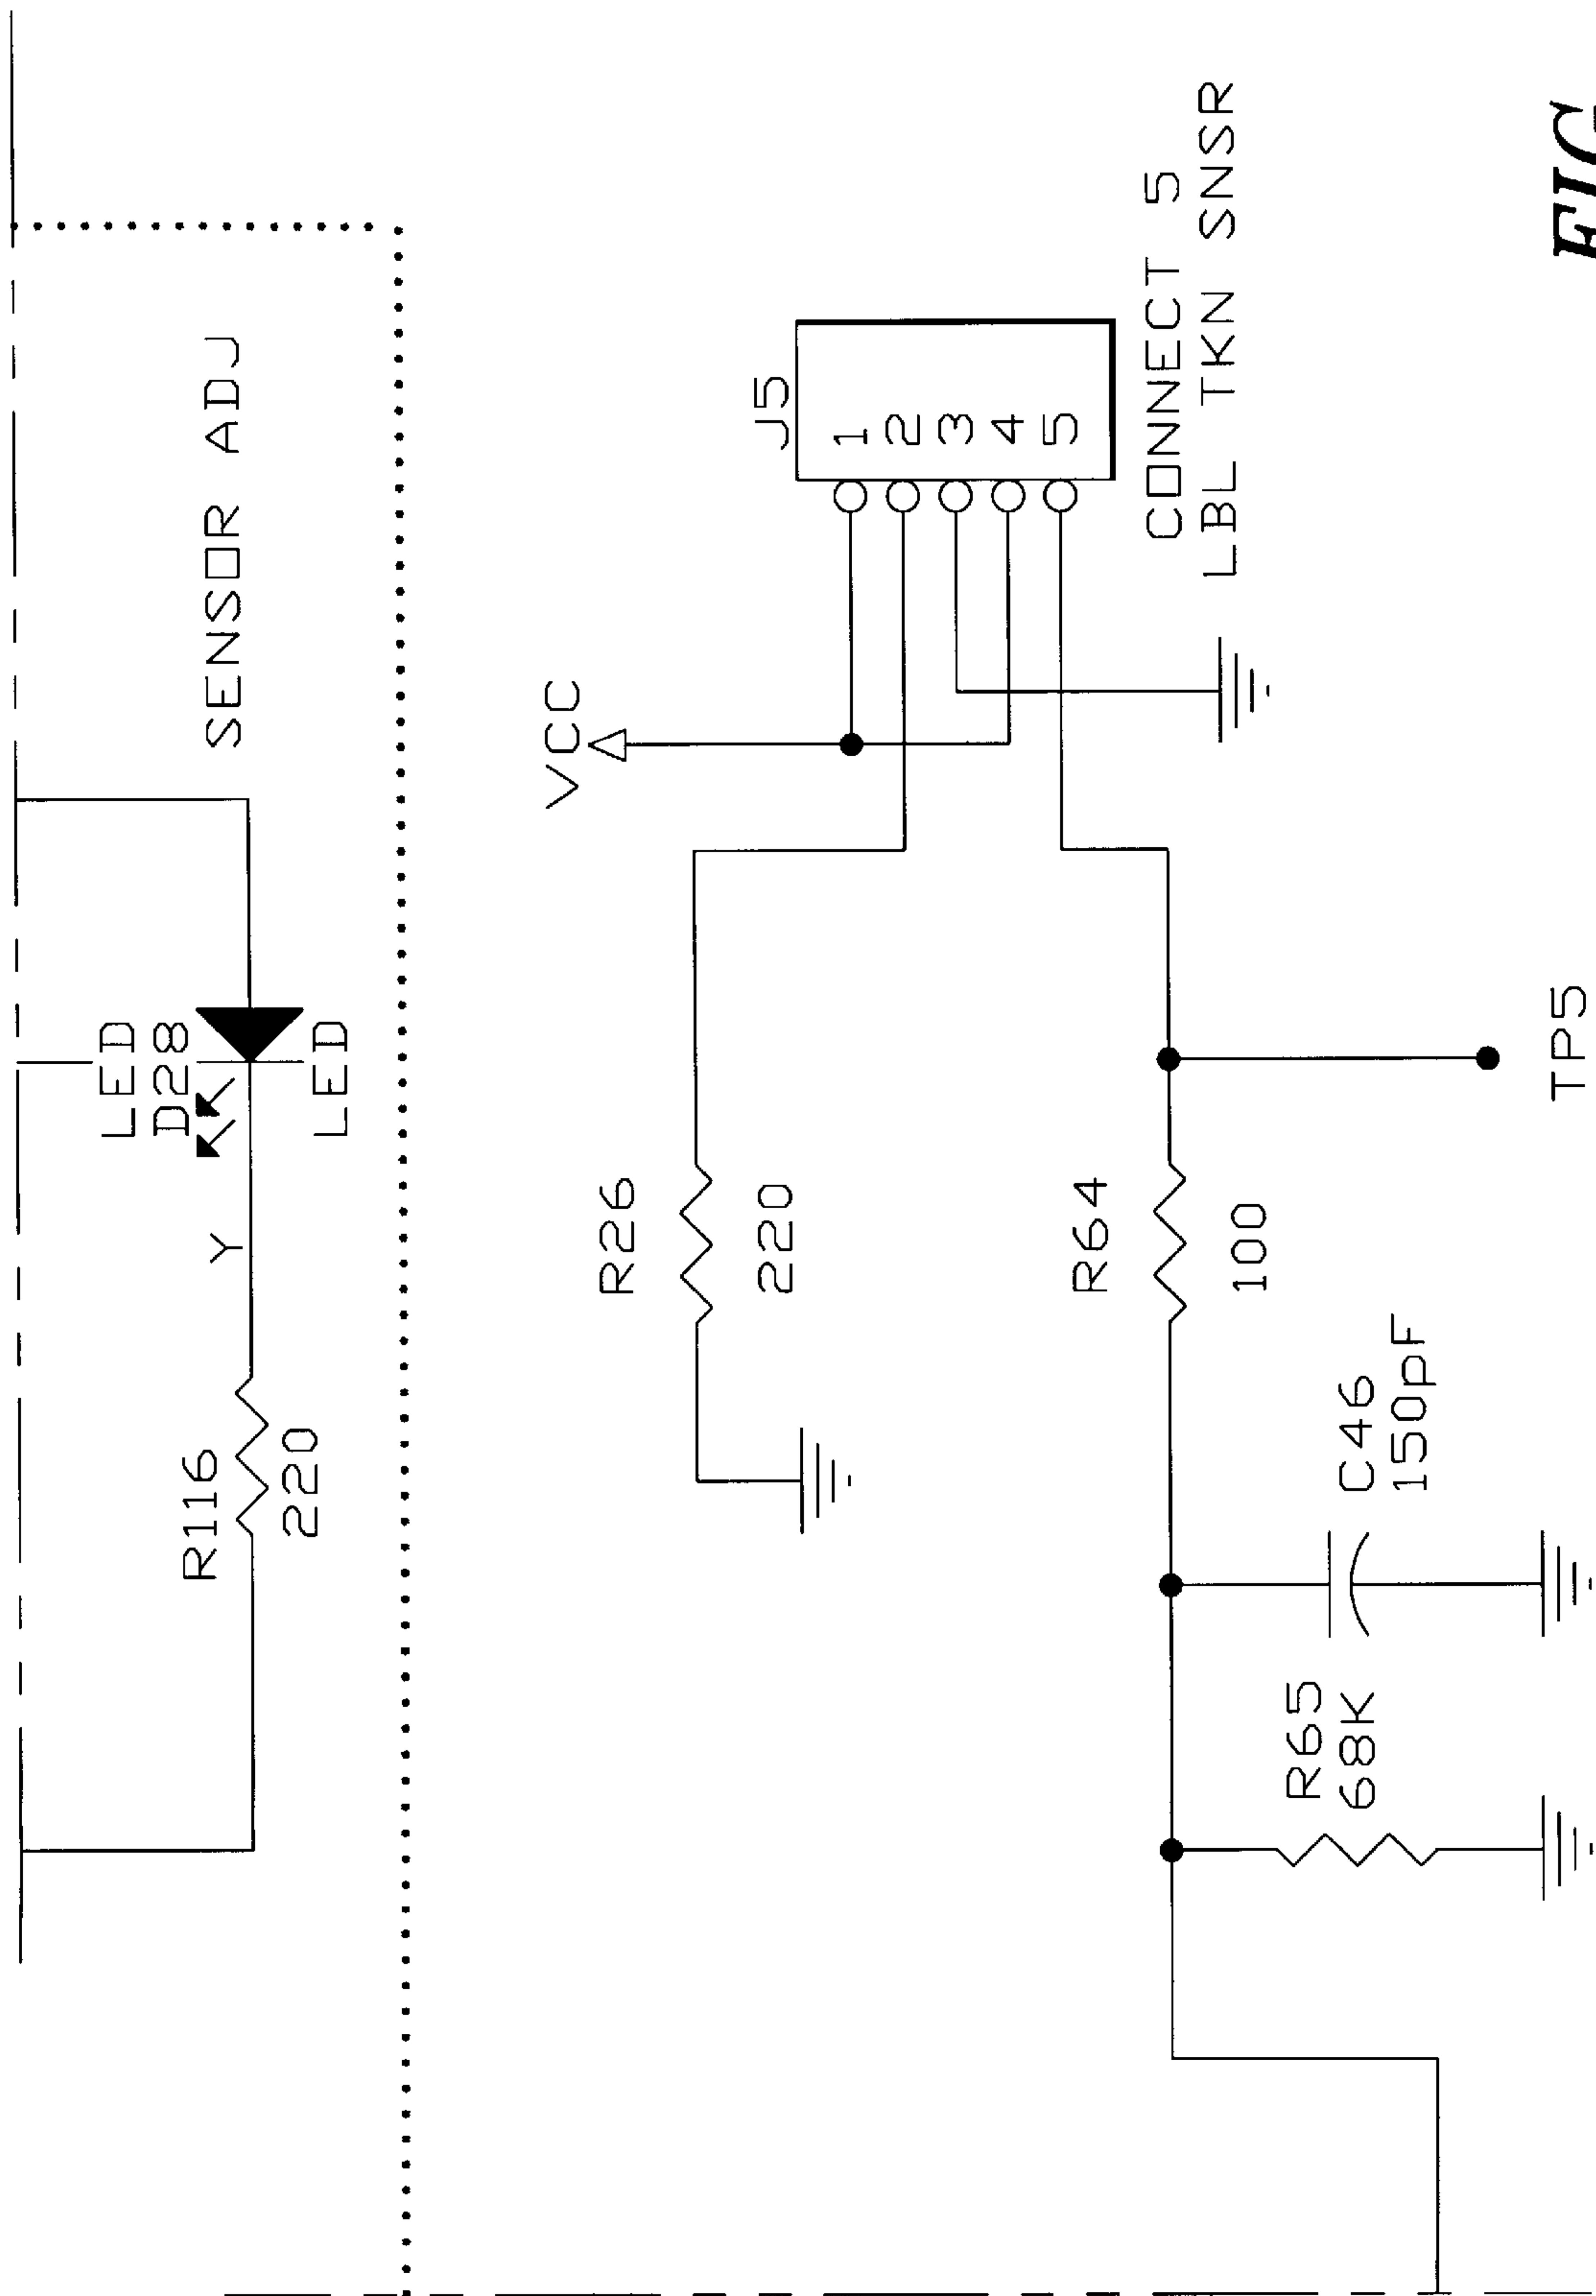 LED
D28
LED
Y
R116
220
SENSOR ADJ
VCC
R26
220
J5
1
2
3
4
5
CONNECT 5
LBL TKN SNSR
R64
100
C46
150pF
R65
68K
TP5
FIG